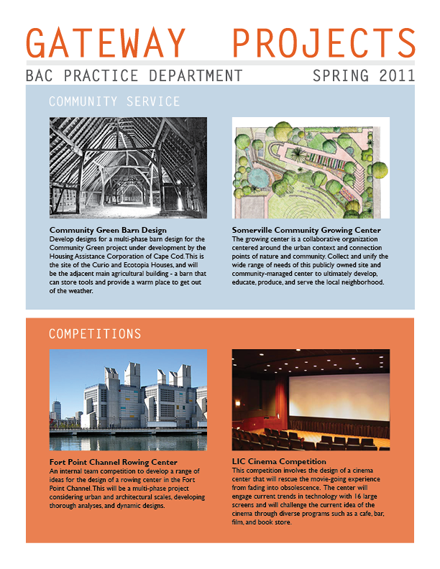 GATEWAY PROJECTS
BAC PRACTICE DEPARTMENT SPRING 2011
COMMUNITY SERVICE
Community Green Barn Design
Develop designs for a multi-phase barn design for the
Community Green project under development by the
Housing Assistance Corporation of Cape Cod. This is
the site of the Curio and Ecotopia Houses, and will
be the adjacent main agricultural building - a barn that
can store tools and provide a warm place to get out
of the weather.
Somerville Community Growing Center
The growing center is a collaborative organization
centered around the urban context and connection
points of nature and community. Collect and unify the
wide range of needs of this publicly owned site and
community-managed center to ultimately develop,
educate, produce, and serve the local neighborhood.
COMPETITIONS
Fort Point Channel Rowing Center
An internal team competition to develop a range of
ideas for the design of a rowing center in the Fort
Point Channel. This will be a multi-phase project
considering urban and architectural scales, developing
thorough analyses, and dynamic designs.
LIC Cinema Competition
This competition involves the design of a cinema
center that will rescue the movie-going experience
from fading into obsolescence. The center will
engage current trends in technology with 16 large
screens and will challenge the current idea of the
cinema through diverse programs such as a cafe, bar,
film, and book store.